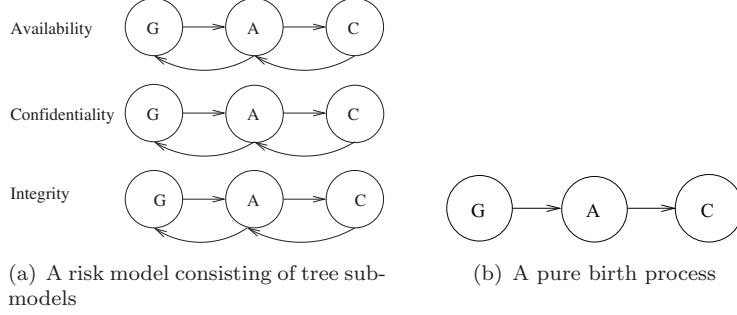 Availability G A C
Confidentiality G A C
Integrity G A C
G A C
(a) A risk model consisting of tree sub-
models
(b) A pure birth process